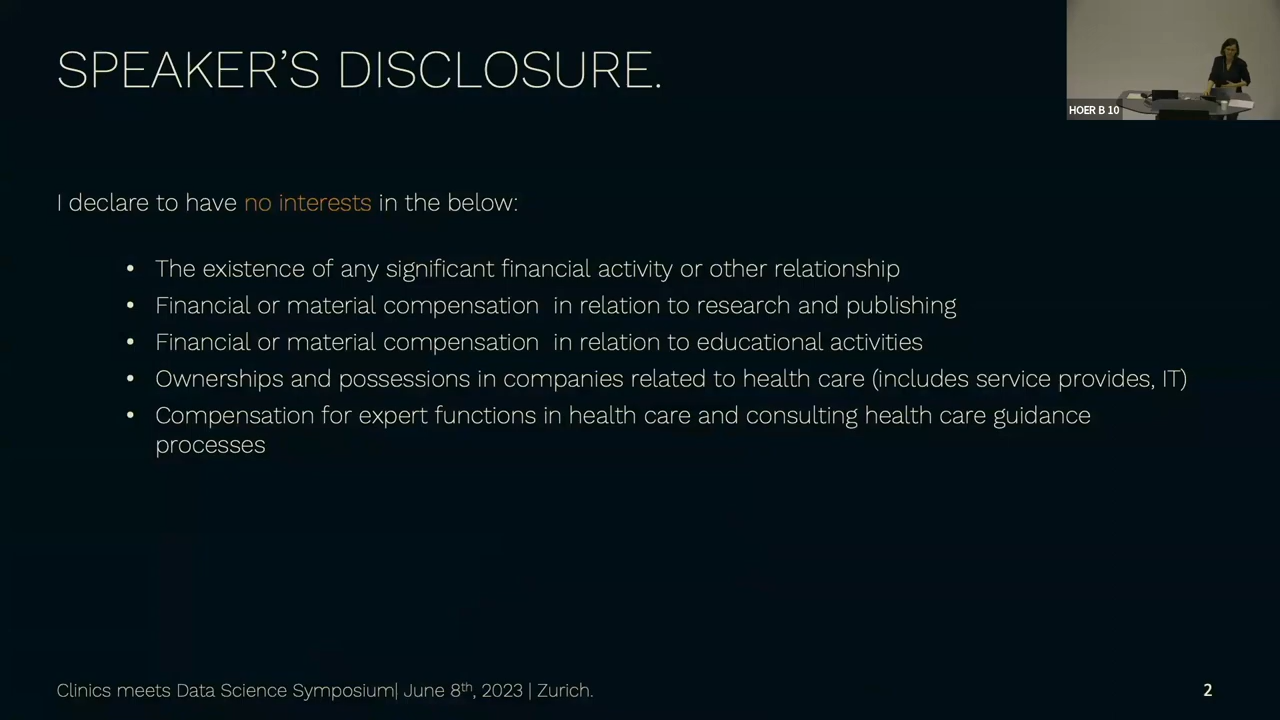 SPEAKER'S DISCLOSURE.
HOER B 10
I declare to have no interests in the below:
• The existence of any significant financial activity or other relationship
• Financial or material compensation  in relation to research and publishing
• Financial or material compensation  in relation to educational activities
• Ownerships and possessions in companies related to health care (includes service provides, IT)
• Compensation for expert functions in health care and consulting health care guidance
processes
Clinics meets Data Science Symposium| June 8th, 2023 | Zurich.
2